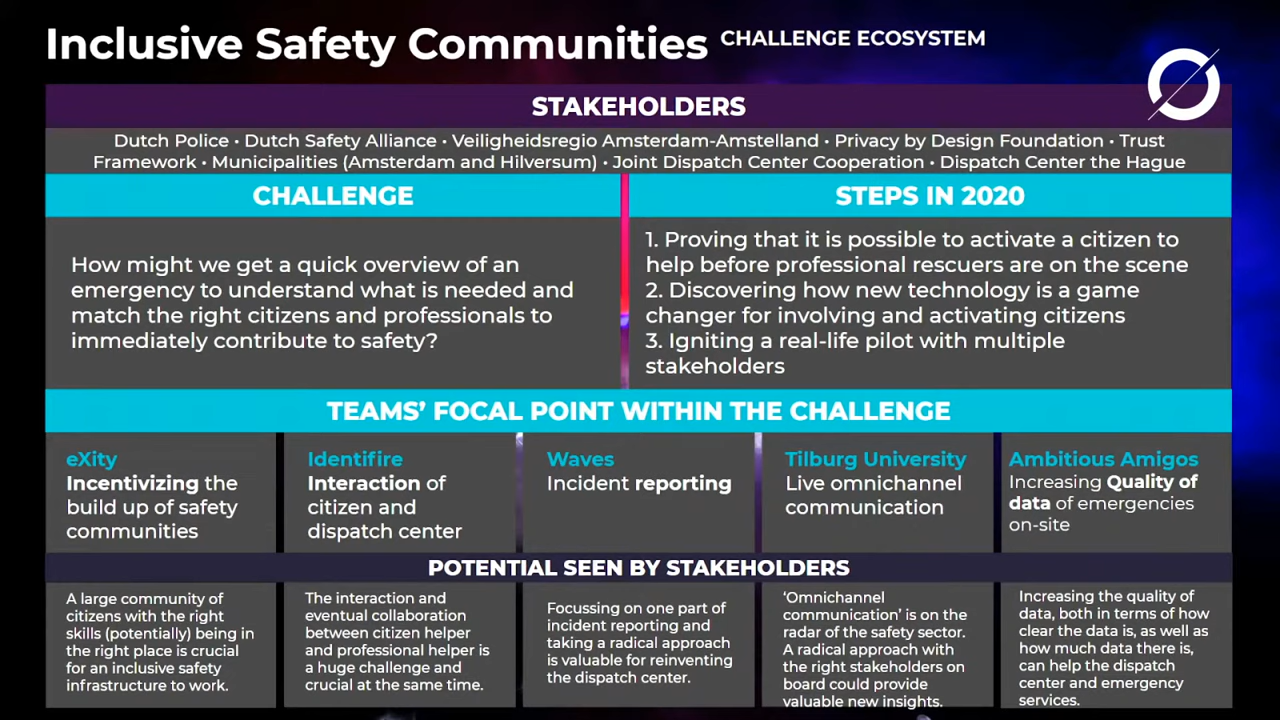 Inclusive Safety Communities CHALLENGE ECOSYSTEM
STAKEHOLDERS
Dutch Police • Dutch Safety Alliance • Veiligheidsregio Amsterdam-Amstelland • Privacy by Design Foundation • Trust
Framework • Municipalities (Amsterdam and Hilversum) • Joint Dispatch Center Cooperation • Dispatch Center the Hague
CHALLENGE
How might we get a quick overview of an
emergency to understand what is needed and
match the right citizens and professionals to
immediately contribute to safety?
STEPS IN 2020
1. Proving that it is possible to activate a citizen to
help before professional rescuers are on the scene
2. Discovering how new technology is a game
changer for involving and activating citizens
3. Igniting a real-life pilot with multiple
stakeholders
TEAMS’ FOCAL POINT WITHIN THE CHALLENGE
eXity
Incentivizing the
build up of safety
communities
Identifire
Interaction of
citizen and
dispatch center
Waves
Incident reporting
Tilburg University
Live omnichannel
communication
Ambitious Amigos
Increasing Quality of
data of emergencies
on-site
POTENTIAL SEEN BY STAKEHOLDERS
A large community of
citizens with the right
skills (potentially) being in
the right place is crucial
for an inclusive safety
infrastructure to work.
The interaction and
eventual collaboration
between citizen helper
and professional helper is
a huge challenge and
crucial at the same time.
Focussing on one part of
incident reporting and
taking a radical approach
is valuable for reinventing
the dispatch center.
‘Omnichannel
communication’ is on the
radar of the safety sector.
A radical approach with
the right stakeholders on
board could provide
valuable new insights.
Increasing the quality of
data, both in terms of how
clear the data is, as well as
how much data there is,
can help the dispatch
center and emergency
services.